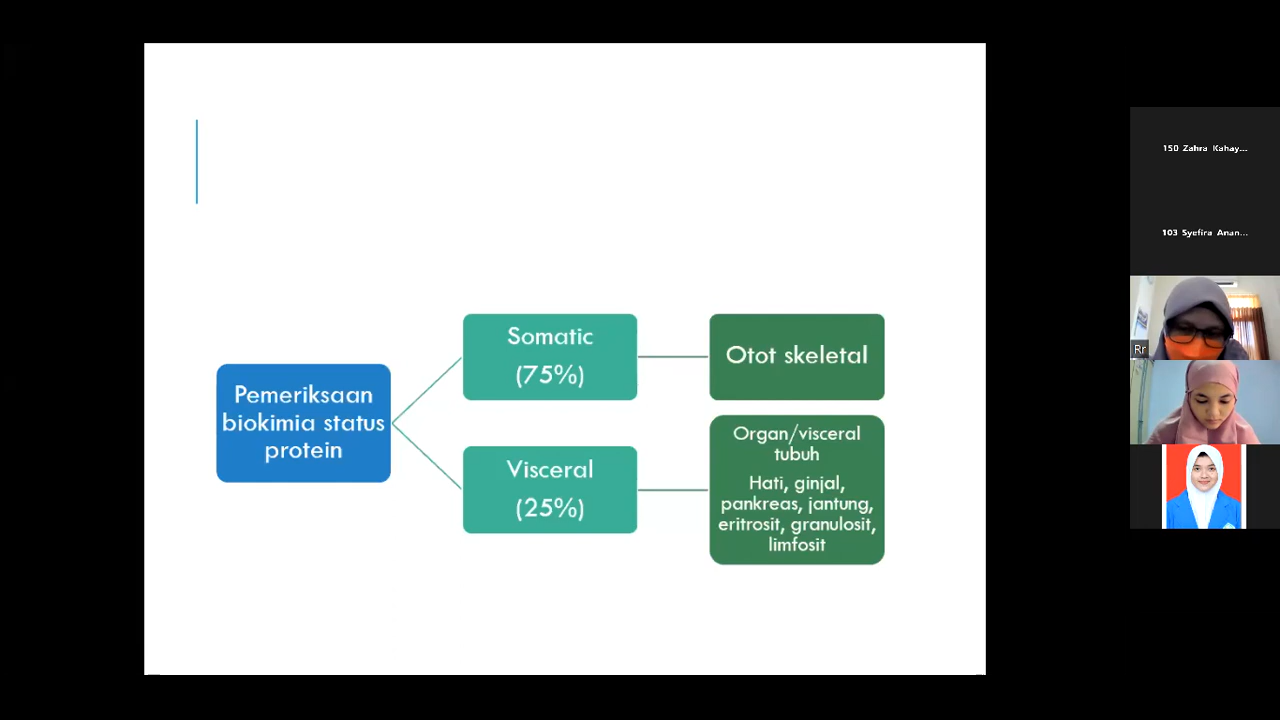 Pemeriksaan
biokimia status
protein
Somatic
(75%)
Otot skeletal
Visceral
(25%)
Organ/visceral
tubuh
Hati, ginjal,
pankreas, jantung,
eritrosit, granulosit,
limfosit
150 Zahra Kahay...
103 Syefira Anan...
Rr